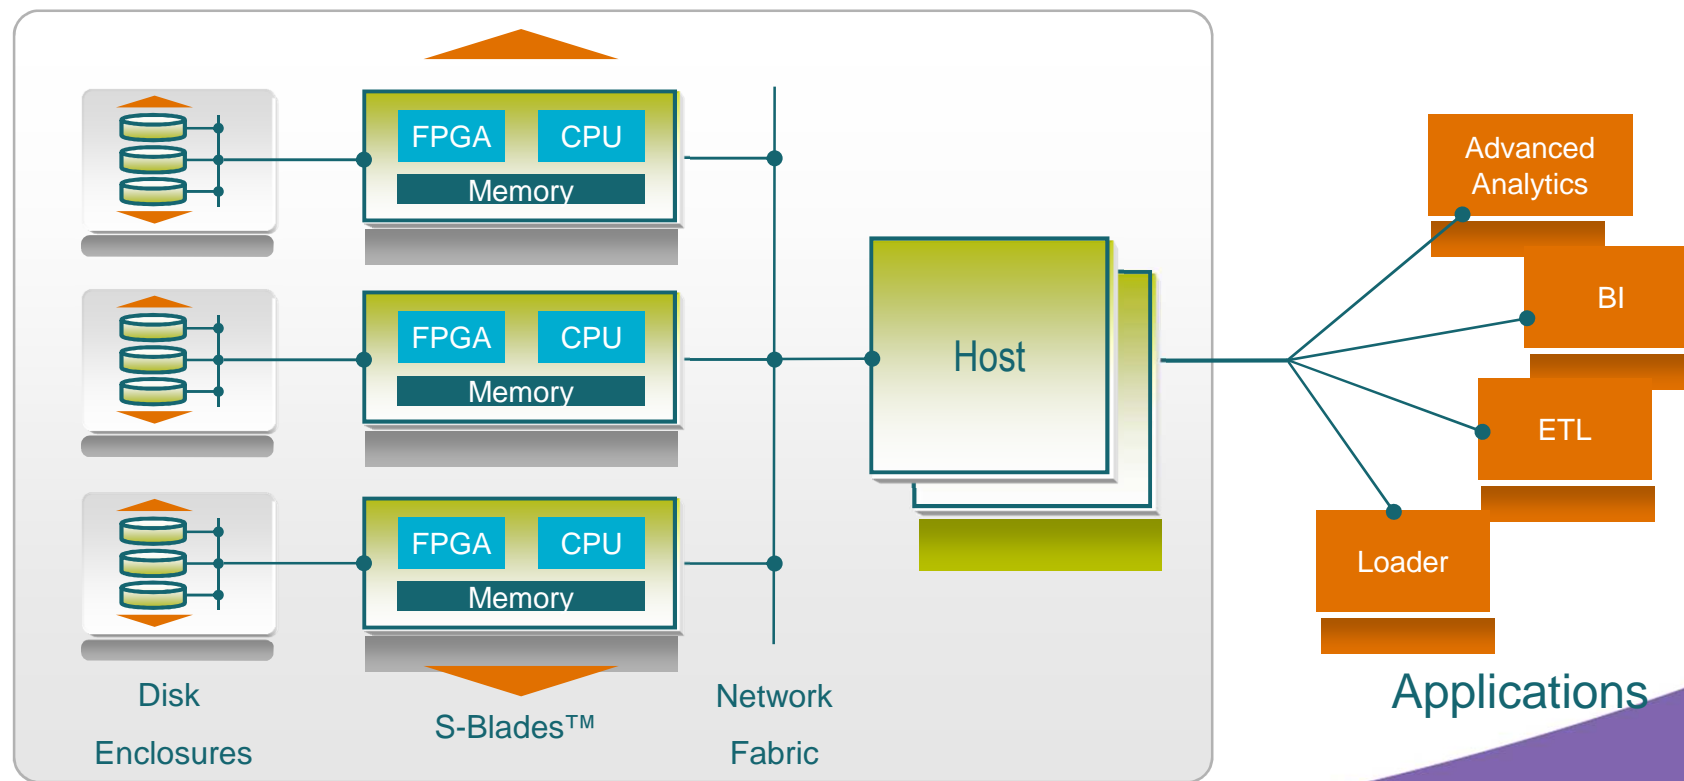 FPGA
CPU
Memory
FPGA
CPU
Memory
FPGA
CPU
Memory
Host
Advanced
Analytics
BI
ETL
Loader
Disk
Enclosures
S-Blades™
Network
Fabric
Applications